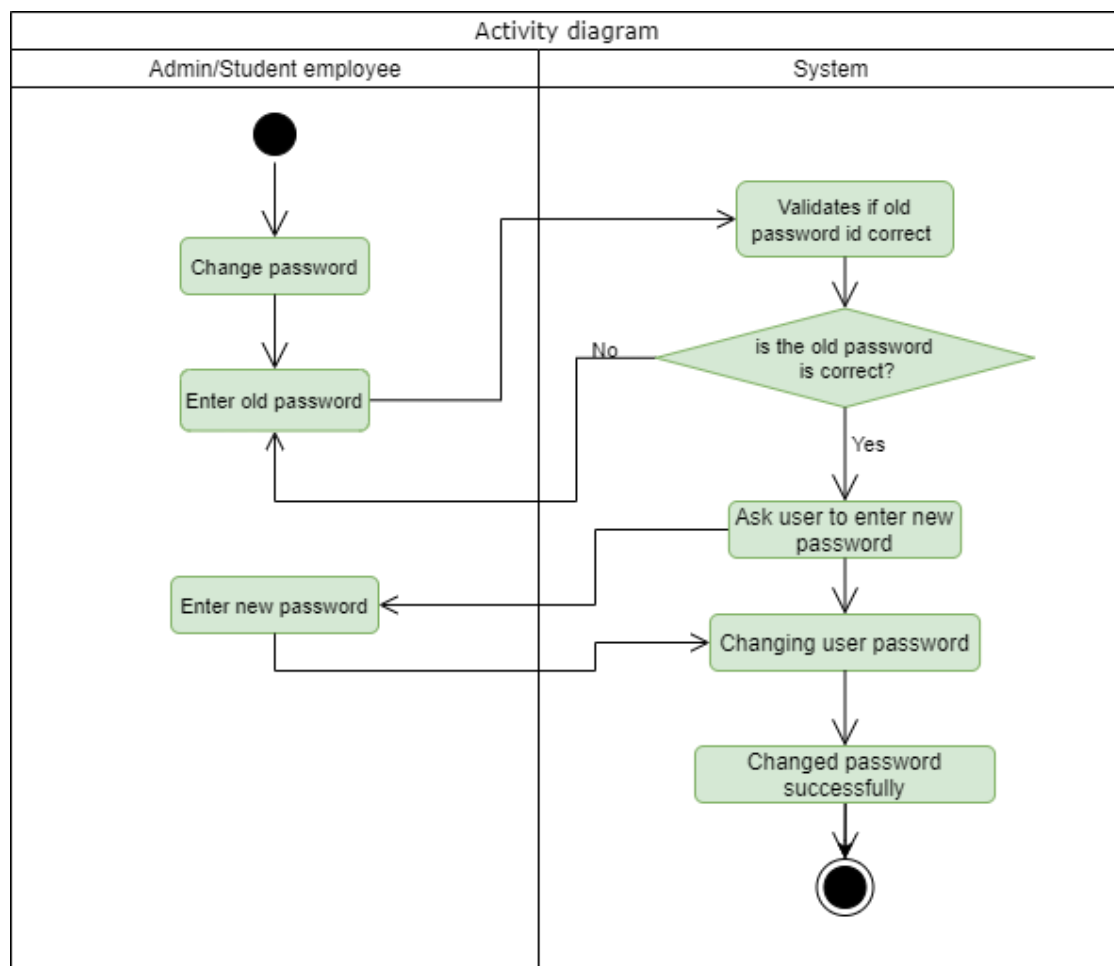 Activity diagram
Admin/Student employee
System
Validates if old
password id correct
Change password
is the old password
is correct?
No
Enter old password
Yes
Ask user to enter new
password
Enter new password
Changing user password
Changed password
successfully